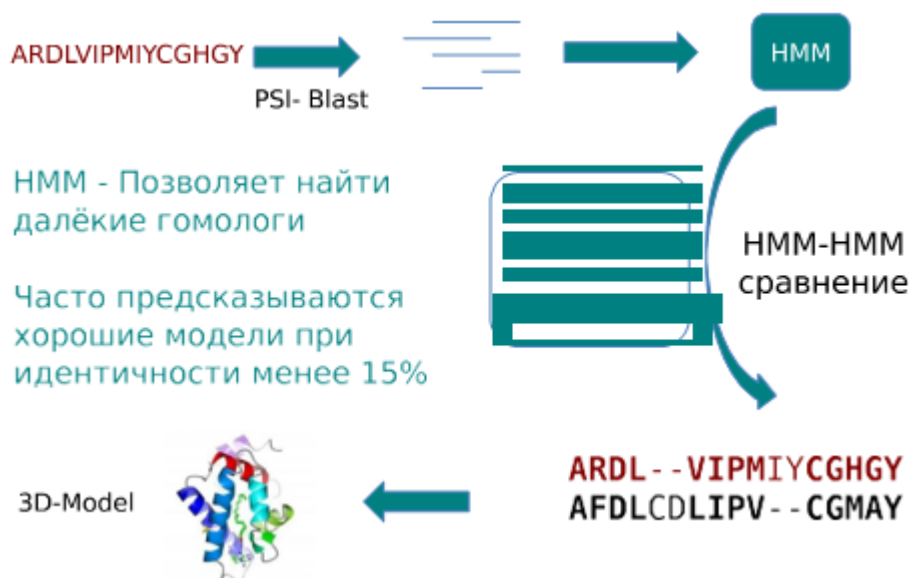 ARDLVIPMIYCGHGY
PSI- Blast
HMM
HMM - Позволяет найти
далёкие гомологи
HMM-HMM
сравнение
Часто предсказываются
хорошие модели при
идентичности менее 15%
ARDL--VIPMIYCGHGY
AFDLCDLIPV--CGMAY
3D-Model